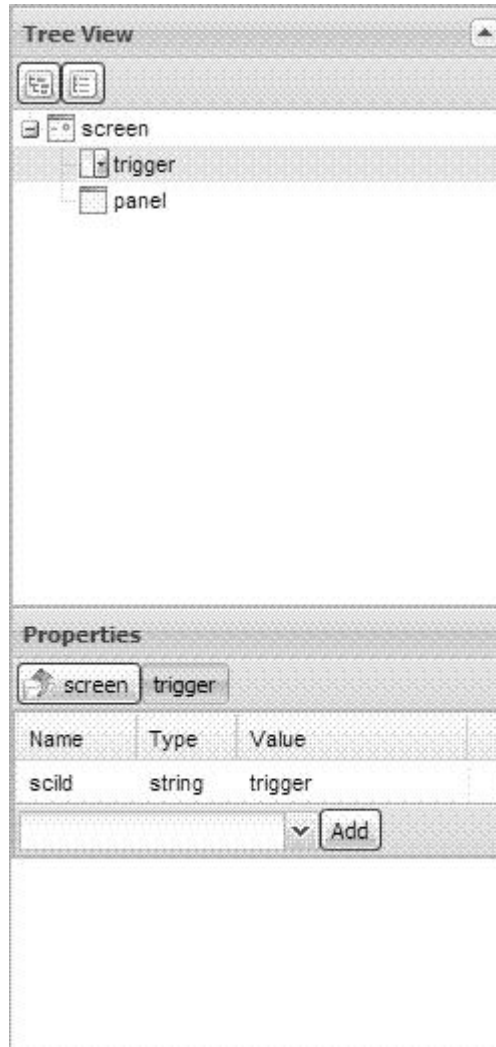 Tree View
screen
trigger
panel
Properties
screen trigger
Name Type Value
scild string trigger
Add